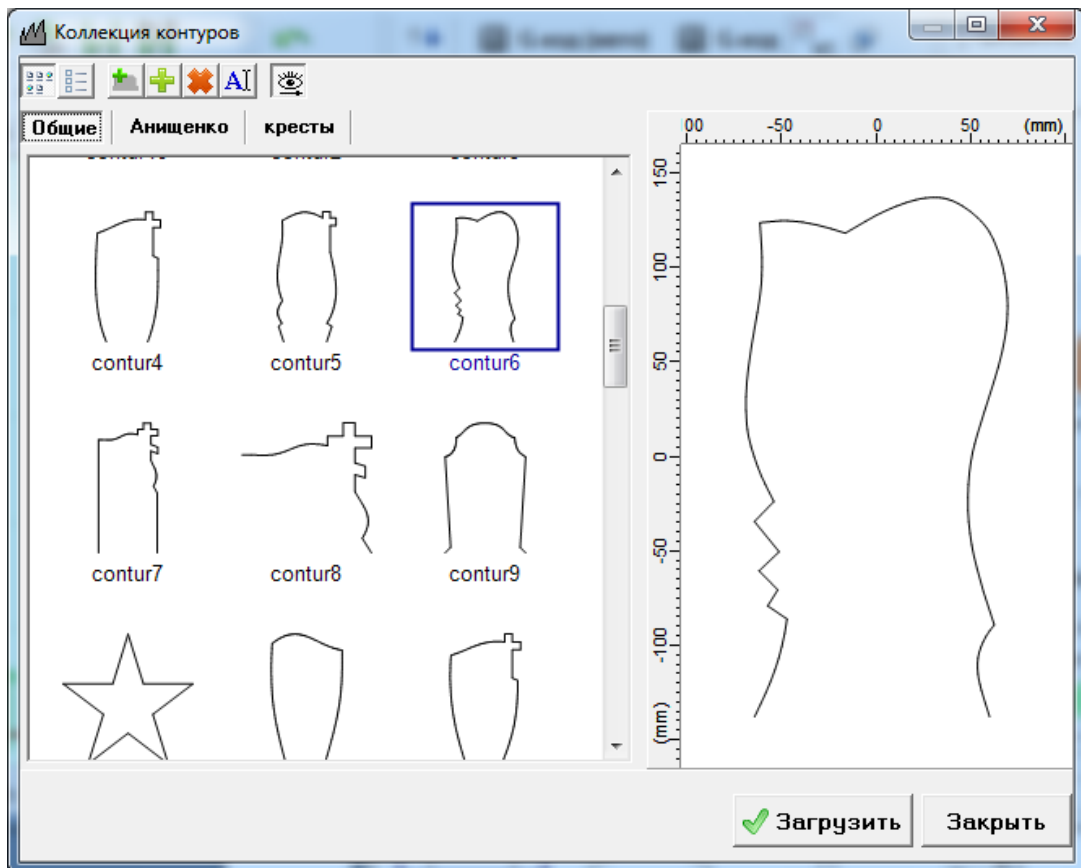 Коллекция контуров
Общие Анищенко кресты
contur4 contur5 contur6
contur7 contur8 contur9
00 -50 0 50 (mm)
150
100
50
0
-50
-100
(mm)
Загрузить Закрыть